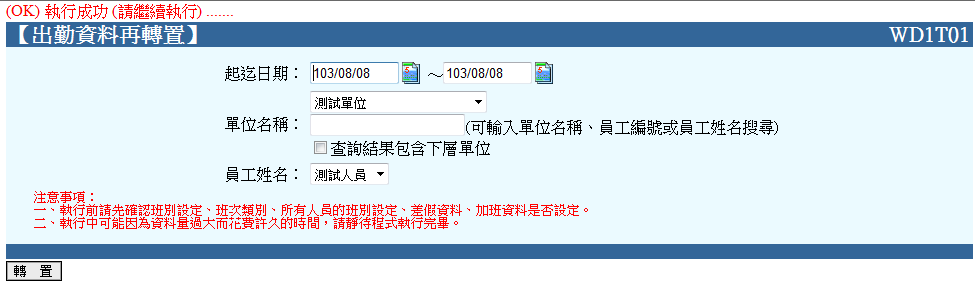 (OK) 執行成功 (請繼續執行) .......
【出勤資料再轉置】 WD1T01
起迄日期： 103/08/08 ～ 103/08/08
測試單位
單位名稱： (可輸入單位名稱、員工編號或員工姓名搜尋)
查詢結果包含下層單位
員工姓名： 測試人員
注意事項：
一、執行前請先確認班別設定、班次類別、所有人員的班別設定、差假資料、加班資料是否設定。
二、執行中可能因為資料量過大而花費許久的時間，請靜待程式執行完畢。
轉 置